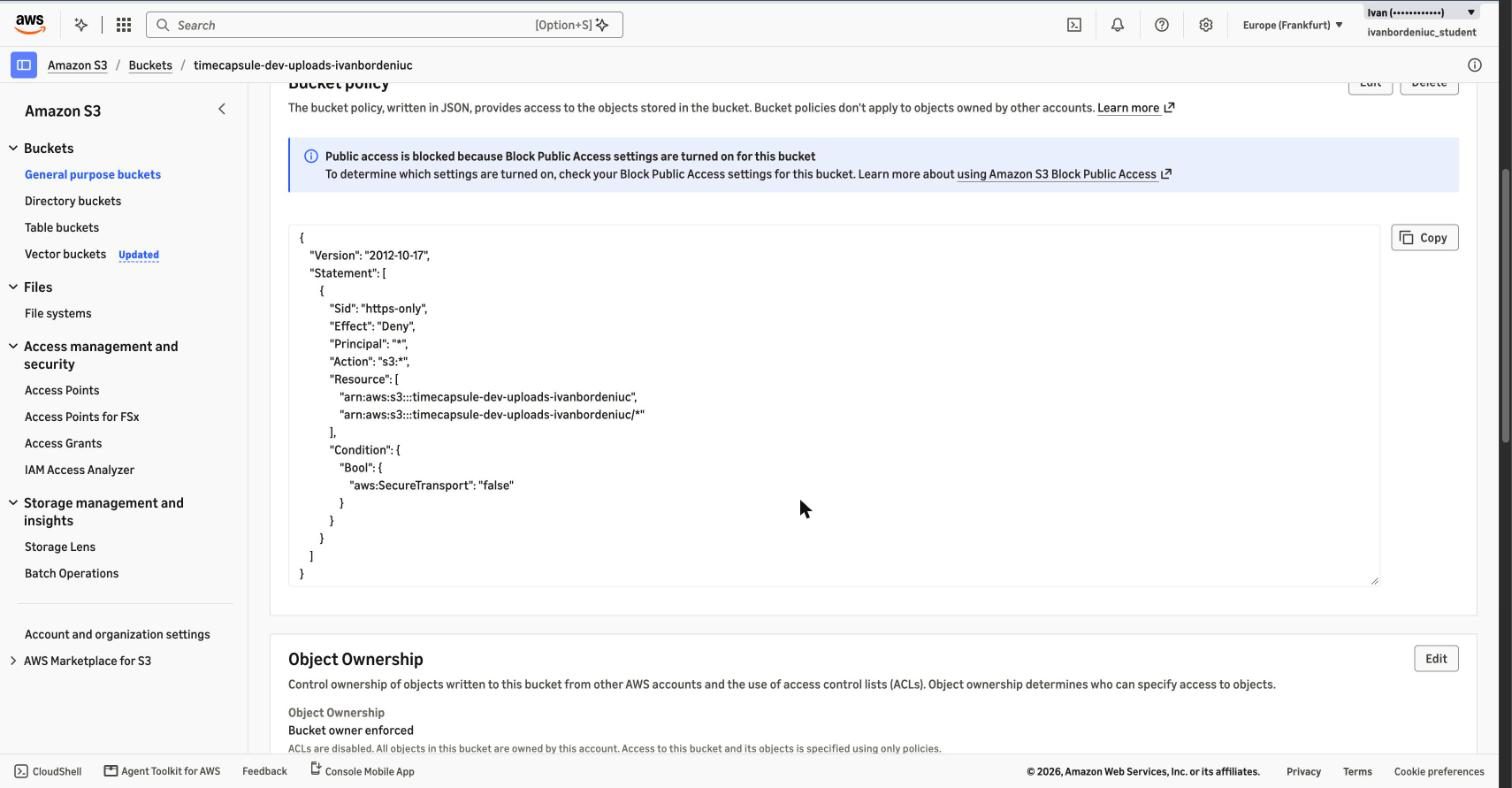 aws
Search
[Option+S]
Europe (Frankfurt)
Ivan (············)
ivanbordeniuc_student
Amazon S3 / Buckets / timecapsule-dev-uploads-ivanbordeniuc
Amazon S3
Buckets
General purpose buckets
Directory buckets
Table buckets
Vector buckets Updated
Files
File systems
Access management and
security
Access Points
Access Points for FSx
Access Grants
IAM Access Analyzer
Storage management and
insights
Storage Lens
Batch Operations
Account and organization settings
AWS Marketplace for S3
Bucket policy
Edit
Delete
The bucket policy, written in JSON, provides access to the objects stored in the bucket. Bucket policies don't apply to objects owned by other accounts. Learn more
Public access is blocked because Block Public Access settings are turned on for this bucket
To determine which settings are turned on, check your Block Public Access settings for this bucket. Learn more about using Amazon S3 Block Public Access
Copy
{
"Version": "2012-10-17",
"Statement": [
{
"Sid": "https-only",
"Effect": "Deny",
"Principal": "*",
"Action": "s3:*",
"Resource": [
"arn:aws:s3:::timecapsule-dev-uploads-ivanbordeniuc",
"arn:aws:s3:::timecapsule-dev-uploads-ivanbordeniuc/*"
],
"Condition": {
"Bool": {
"aws:SecureTransport": "false"
}
}
}
]
}
Object Ownership
Edit
Control ownership of objects written to this bucket from other AWS accounts and the use of access control lists (ACLs). Object ownership determines who can specify access to objects.
Object Ownership
Bucket owner enforced
ACLs are disabled. All objects in this bucket are owned by this account. Access to this bucket and its objects is specified using only policies.
CloudShell
Agent Toolkit for AWS
Feedback
Console Mobile App
© 2026, Amazon Web Services, Inc. or its affiliates.
Privacy
Terms
Cookie preferences